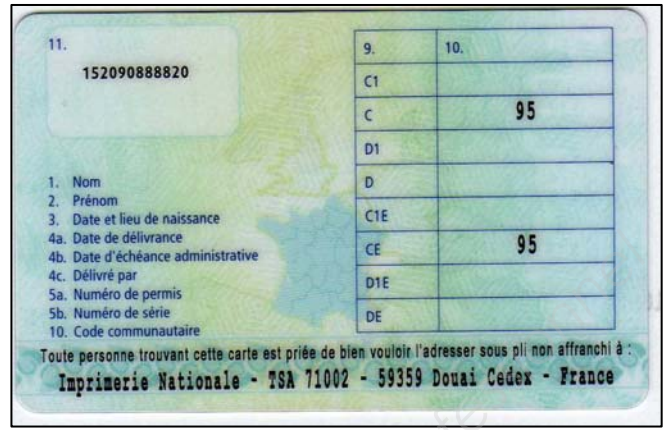 11.
152090888820
9. 10.
C1
C 95
D1
D
C1E
CE 95
D1E
DE
1. Nom
2. Prénom
3. Date et lieu de naissance
4a. Date de délivrance
4b. Date d'échéance administrative
4c. Délivré par
5a. Numéro de permis
5b. Numéro de série
10. Code communautaire
Toute personne trouvant cette carte est priée de bien vouloir l'adresser sous pli non affranchi à :
Imprimerie Nationale - TSA 71002 - 59359 Douai Cedex - France